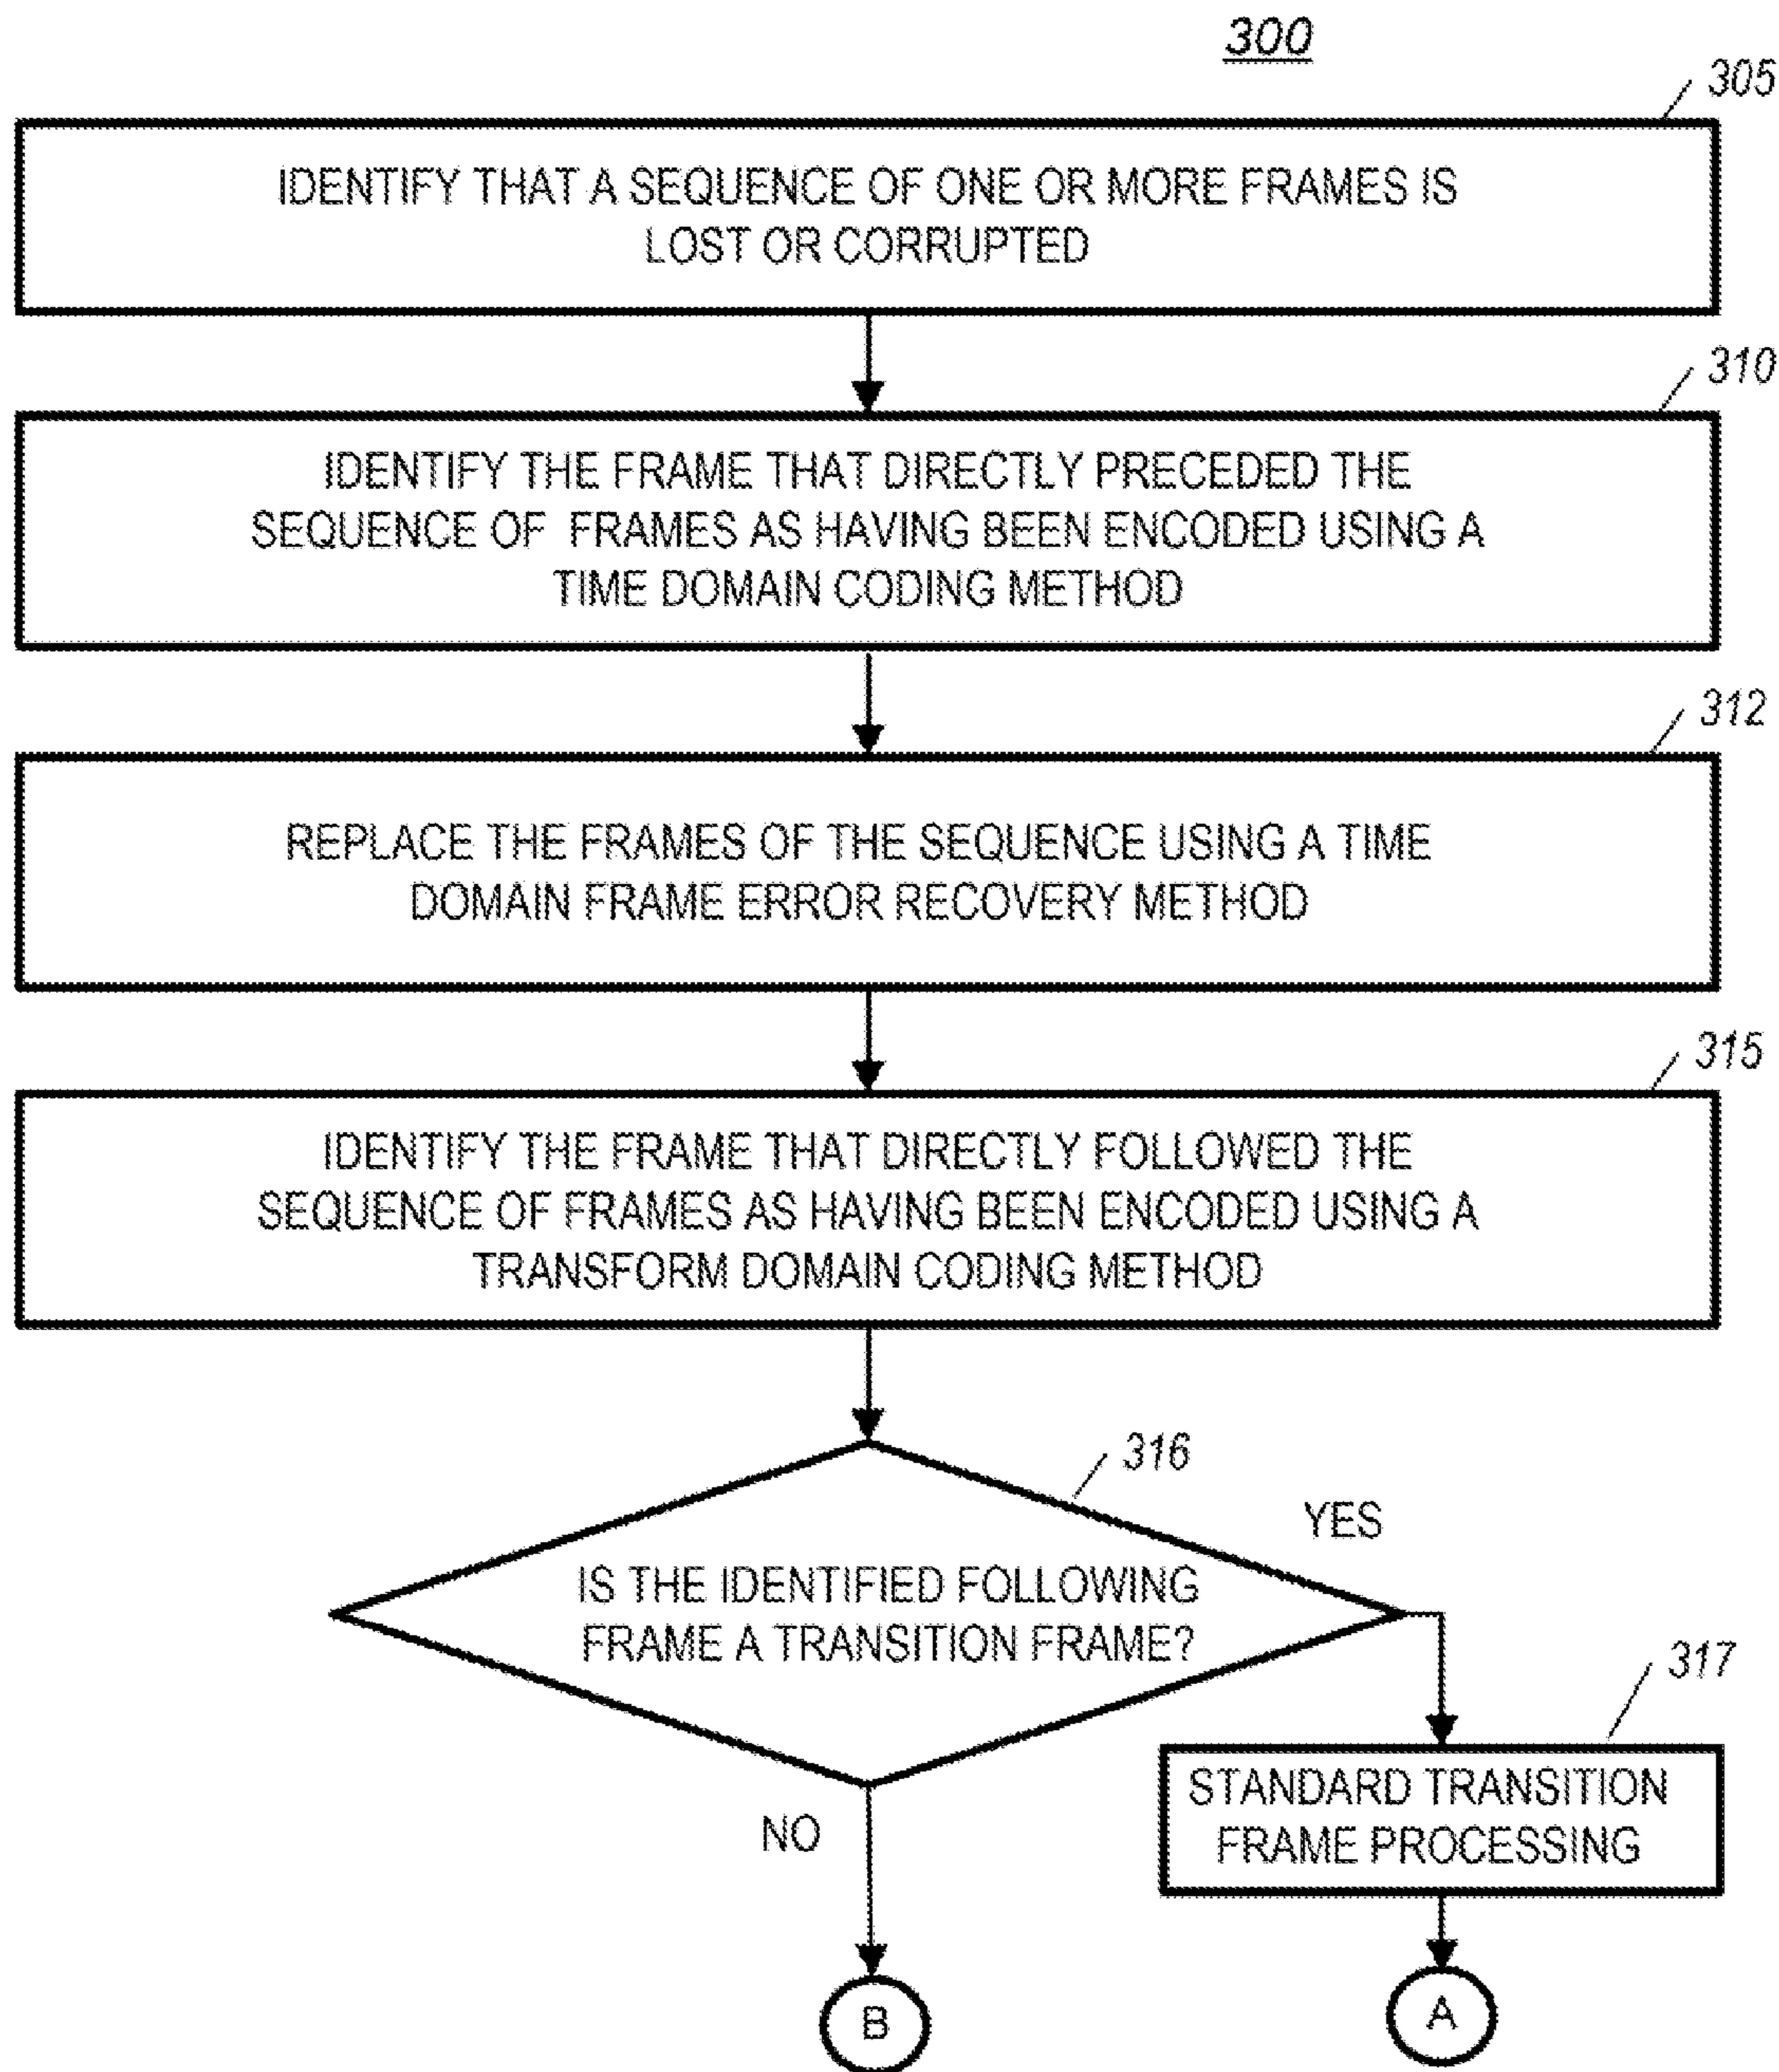 300
305
IDENTIFY THAT A SEQUENCE OF ONE OR MORE FRAMES IS
LOST OR CORRUPTED
310
IDENTIFY THE FRAME THAT DIRECTLY PRECEDED THE
SEQUENCE OF FRAMES AS HAVING BEEN ENCODED USING A
TIME DOMAIN CODING METHOD
312
REPLACE THE FRAMES OF THE SEQUENCE USING A TIME
DOMAIN FRAME ERROR RECOVERY METHOD
315
IDENTIFY THE FRAME THAT DIRECTLY FOLLOWED THE
SEQUENCE OF FRAMES AS HAVING BEEN ENCODED USING A
TRANSFORM DOMAIN CODING METHOD
316
YES
IS THE IDENTIFIED FOLLOWING
FRAME A TRANSITION FRAME?
317
STANDARD TRANSITION
FRAME PROCESSING
NO
B
A